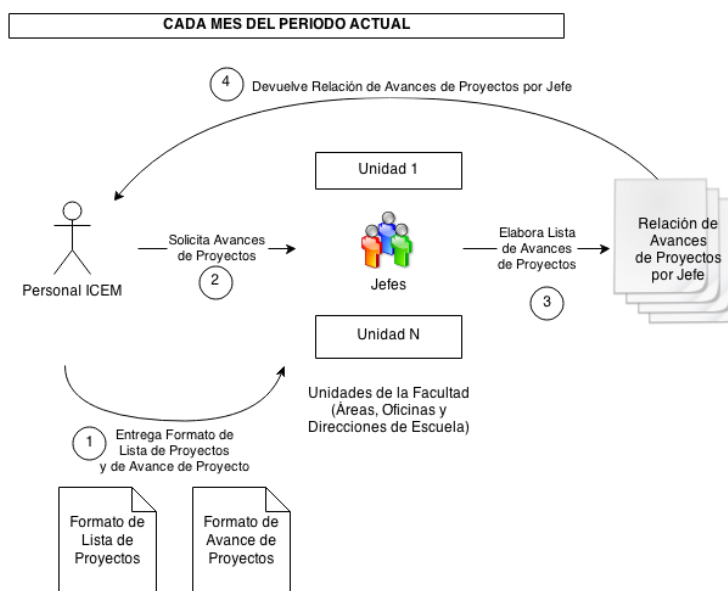 CADA MES DEL PERIODO ACTUAL
4
Devuelve Relación de Avances de Proyectos por Jefe
Unidad 1
Personal ICEM
Solicita Avances
de Proyectos
2
Jefes
Elabora Lista
de Avances
de Proyectos
3
Relación de
Avances
de Proyectos
por Jefe
Unidad N
Unidades de la Facultad
(Áreas, Oficinas y
Direcciones de Escuela)
1
Entrega Formato de
Lista de Proyectos
y de Avance de Proyecto
Formato de
Lista de
Proyectos
Formato de
Avance de
Proyectos